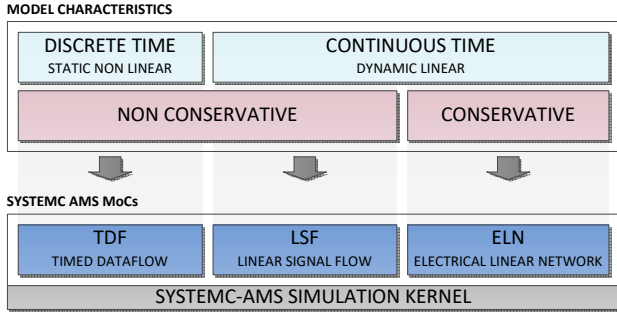 MODEL CHARACTERISTICS
DISCRETE TIME
STATIC NON LINEAR
CONTINUOUS TIME
DYNAMIC LINEAR
NON CONSERVATIVE
CONSERVATIVE
SYSTEMC AMS MoCs
TDF
TIMED DATAFLOW
LSF
LINEAR SIGNAL FLOW
ELN
ELECTRICAL LINEAR NETWORK
SYSTEMC-AMS SIMULATION KERNEL